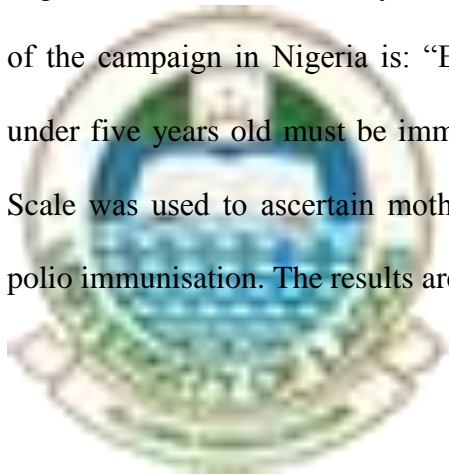 of the campaign in Nigeria is: “E
under five years old must be imm
Scale was used to ascertain moth
polio immunisation. The results are